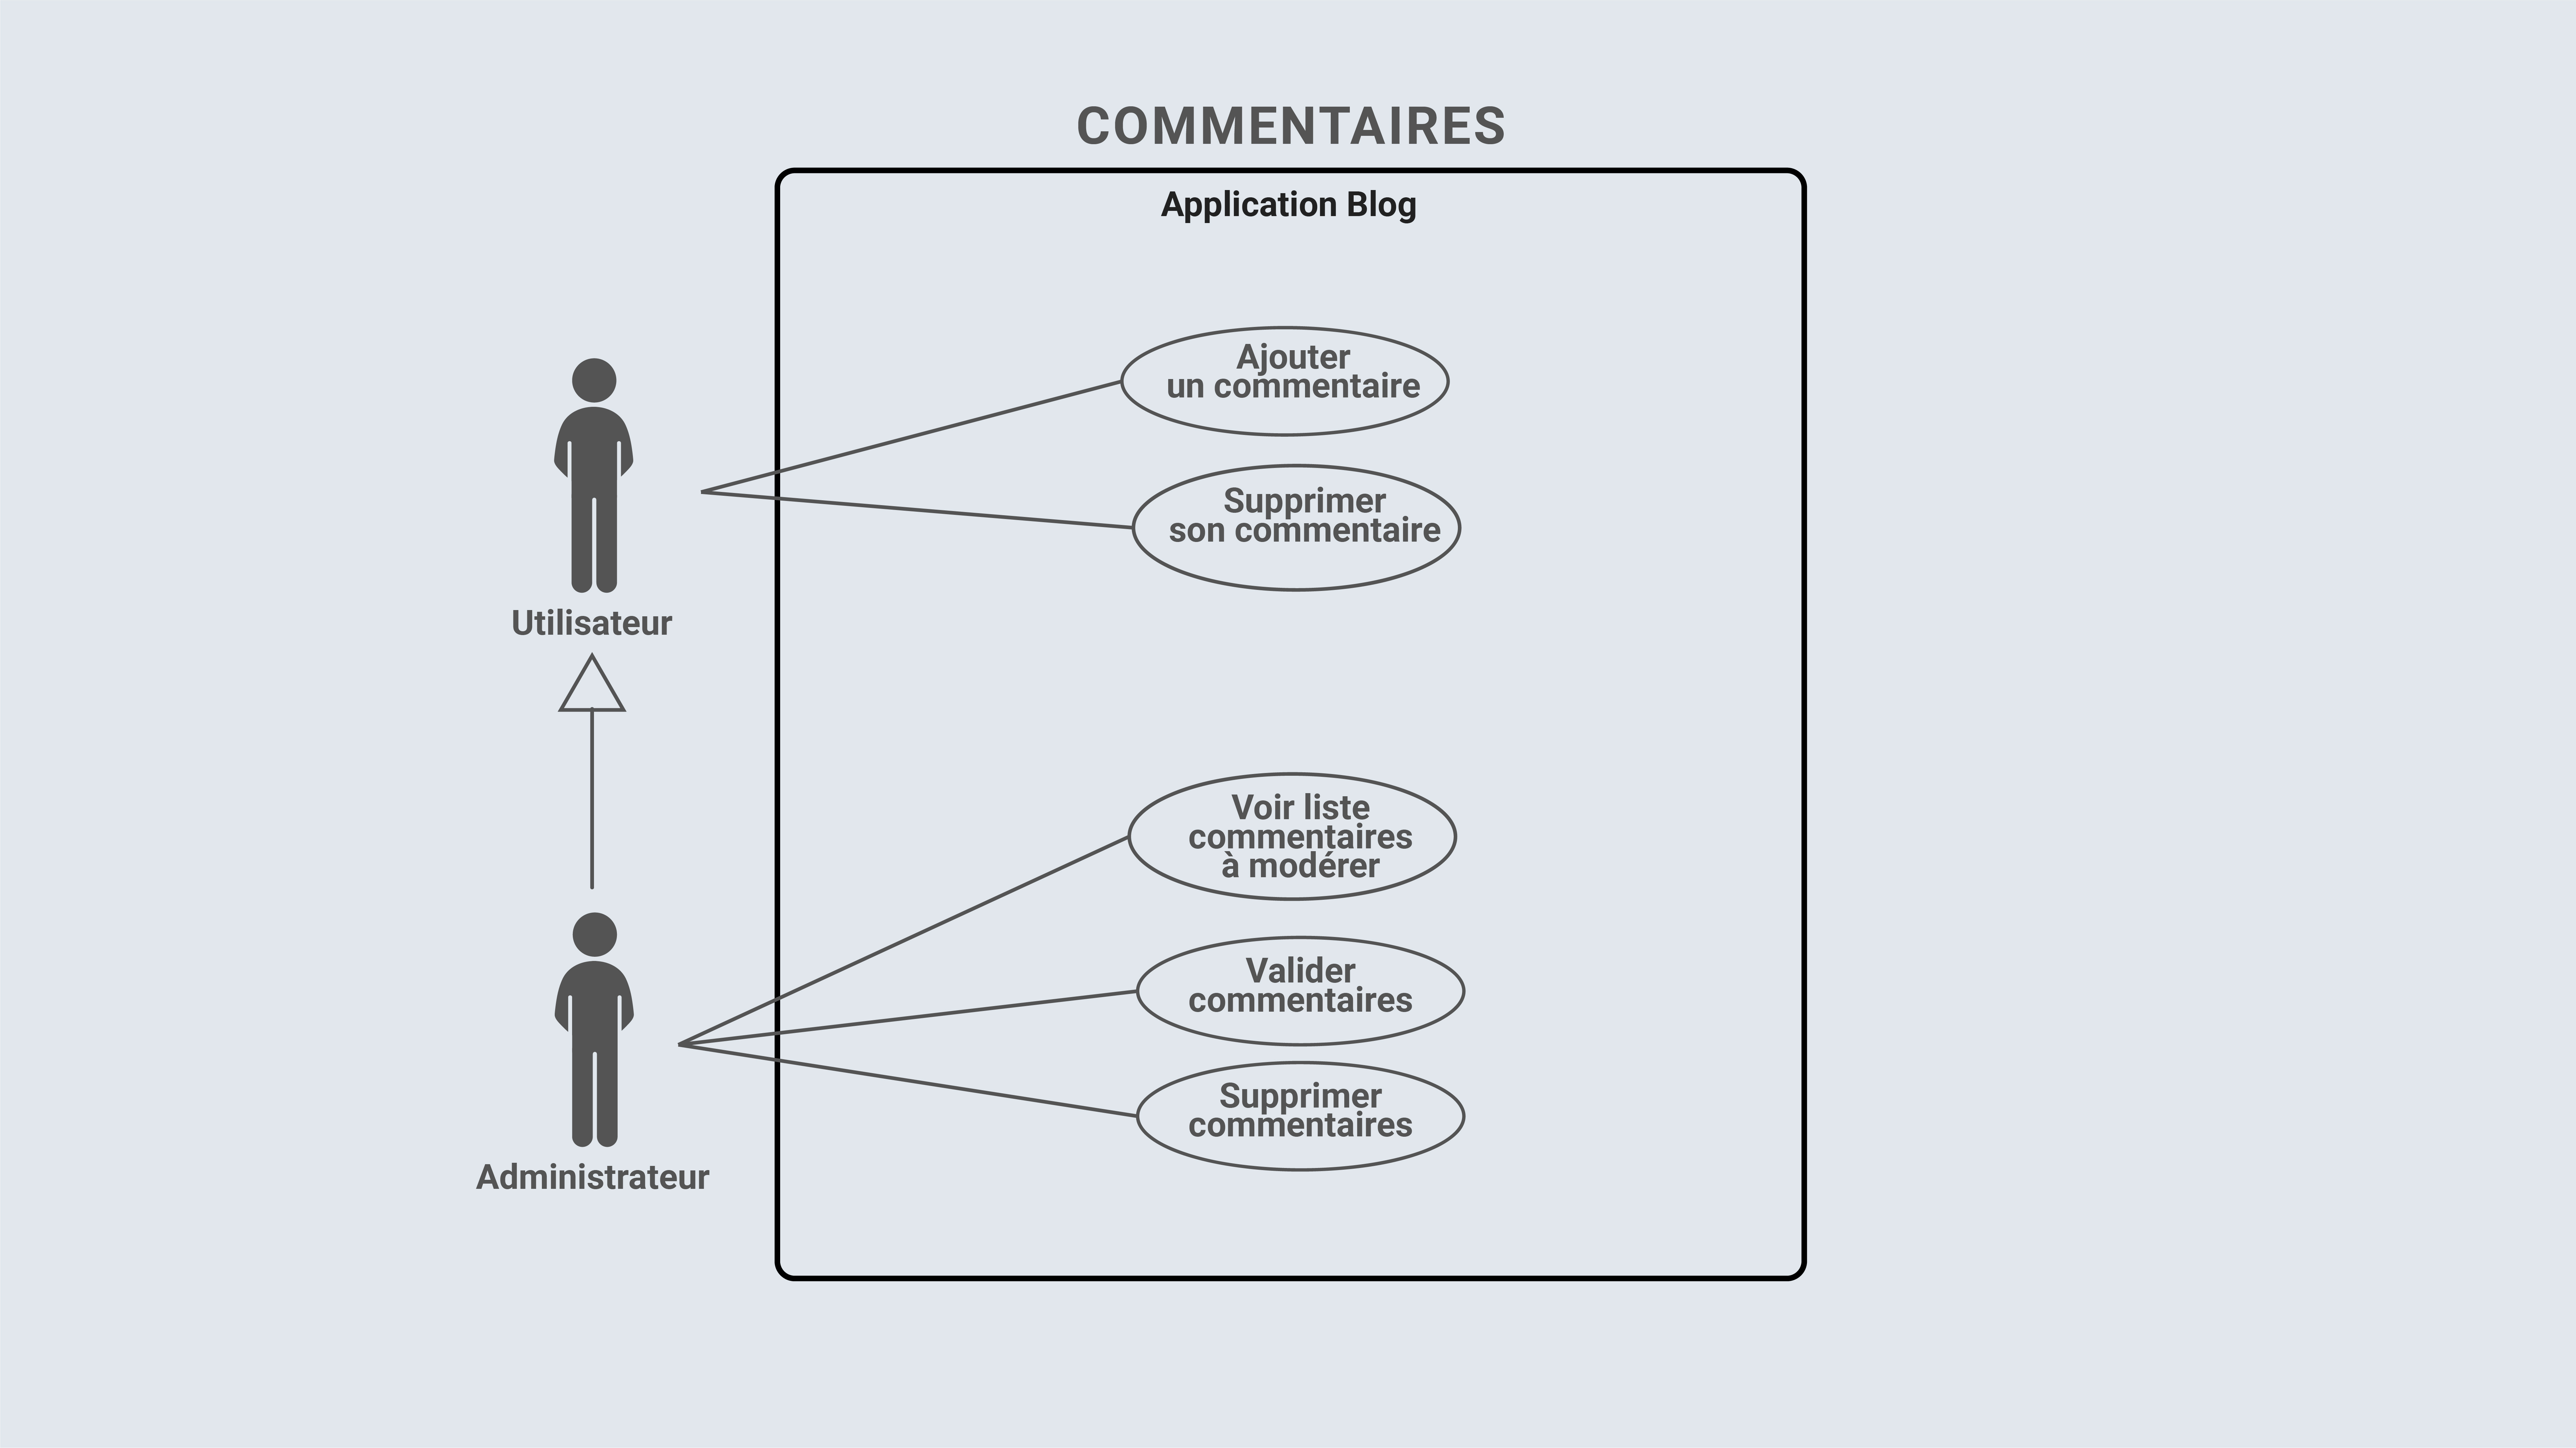 COMMENTAIRES
Application Blog
Ajouter
un commentaire
Supprimer
son commentaire
Utilisateur
Voir liste
commentaires
à modérer
Valider
commentaires
Supprimer
commentaires
Administrateur